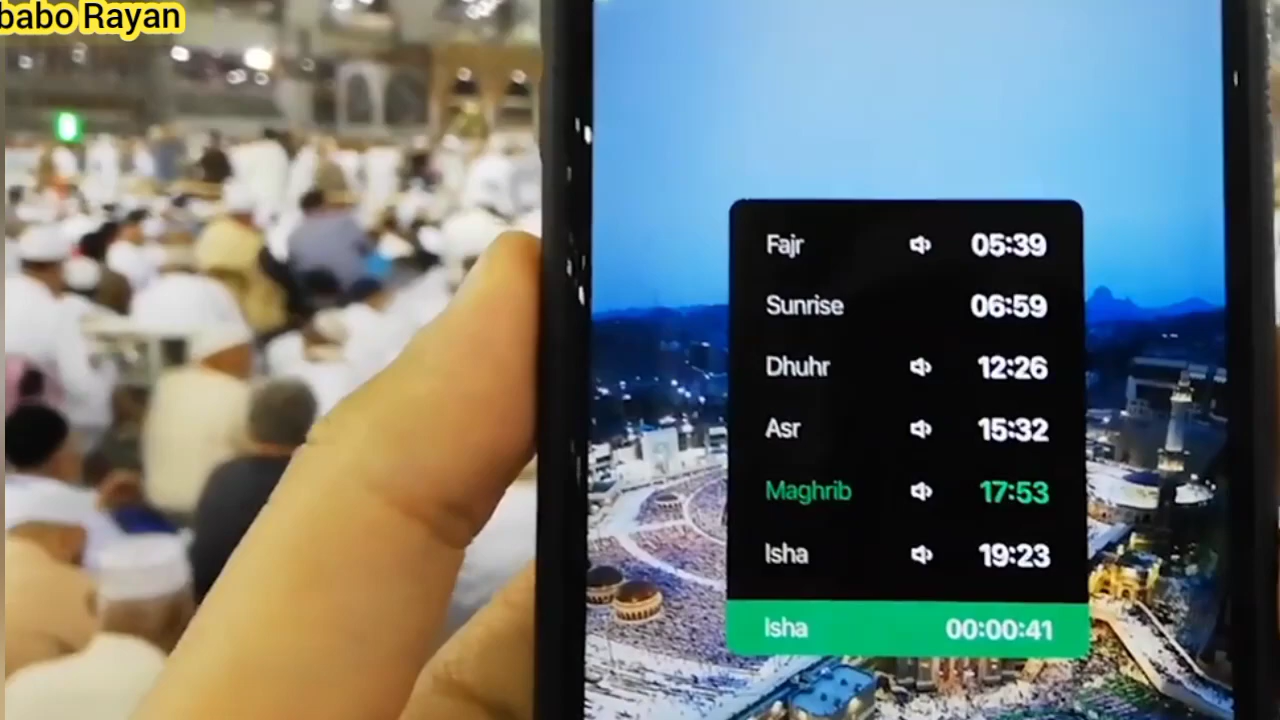 babo Rayan
Fajr 05:39
Sunrise 06:59
Dhuhr 12:26
Asr 15:32
Maghrib 17:53
Isha 19:23
Isha 00:00:41